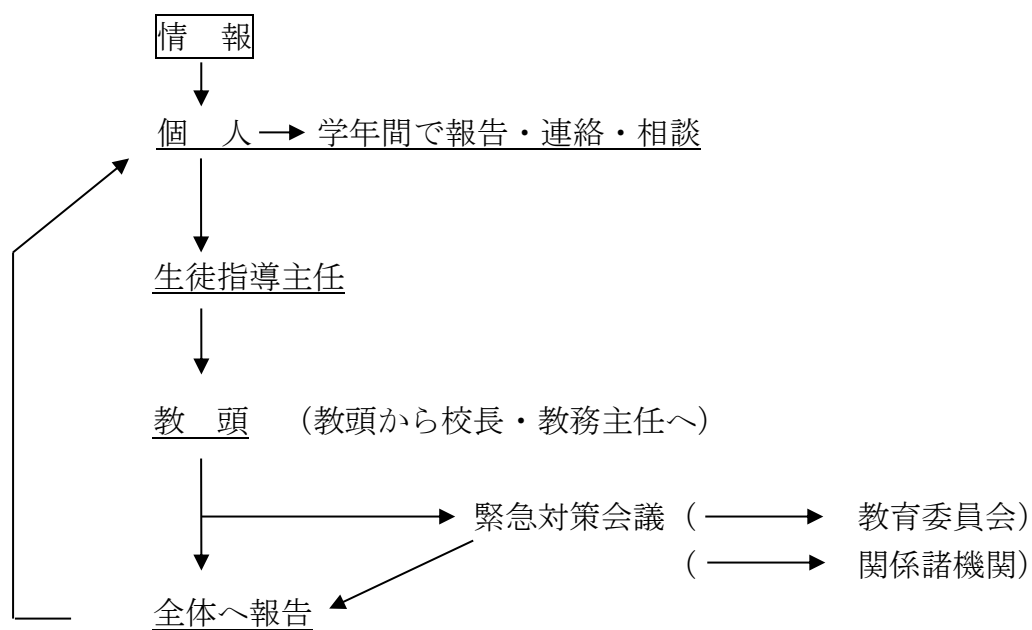 情　報
個　人 → 学年間で報告・連絡・相談
生徒指導主任
教　頭　（教頭から校長・教務主任へ）
緊急対策会議（ → 教育委員会）
（ → 関係諸機関）
全体へ報告